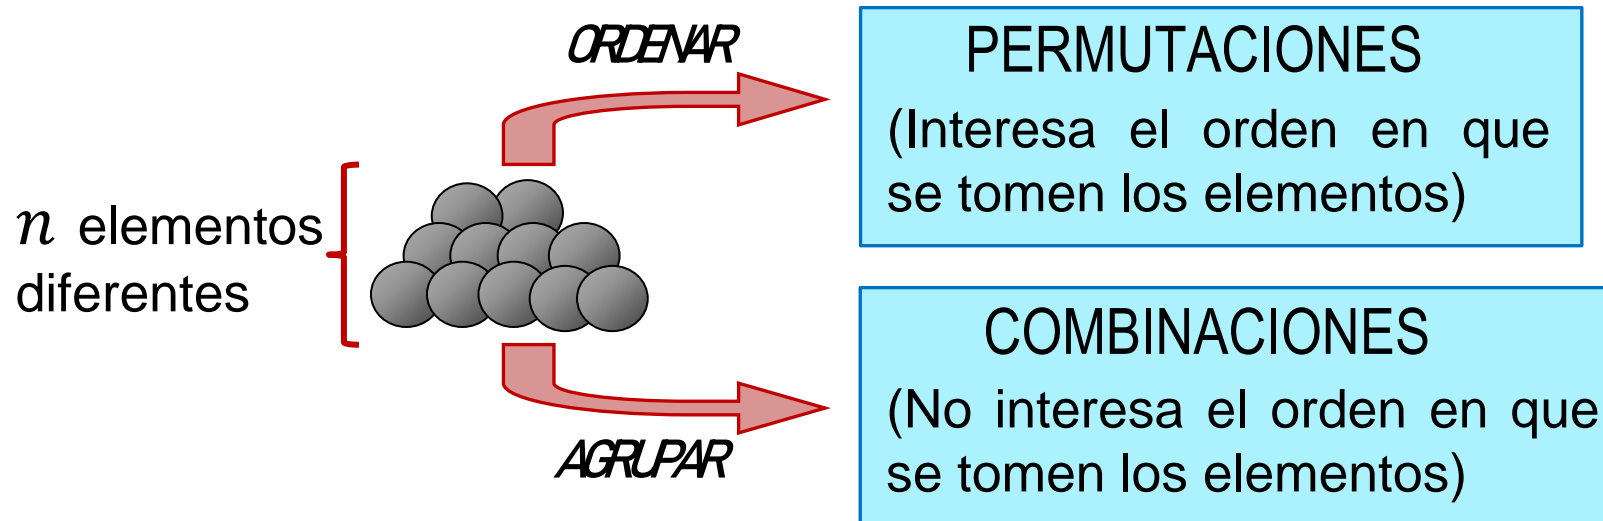 ORDENAR
PERMUTACIONES
(Interesa el orden en que
se tomen los elementos)
n elementos
diferentes
COMBINACIONES
(No interesa el orden en que
se tomen los elementos)
AGRUPAR